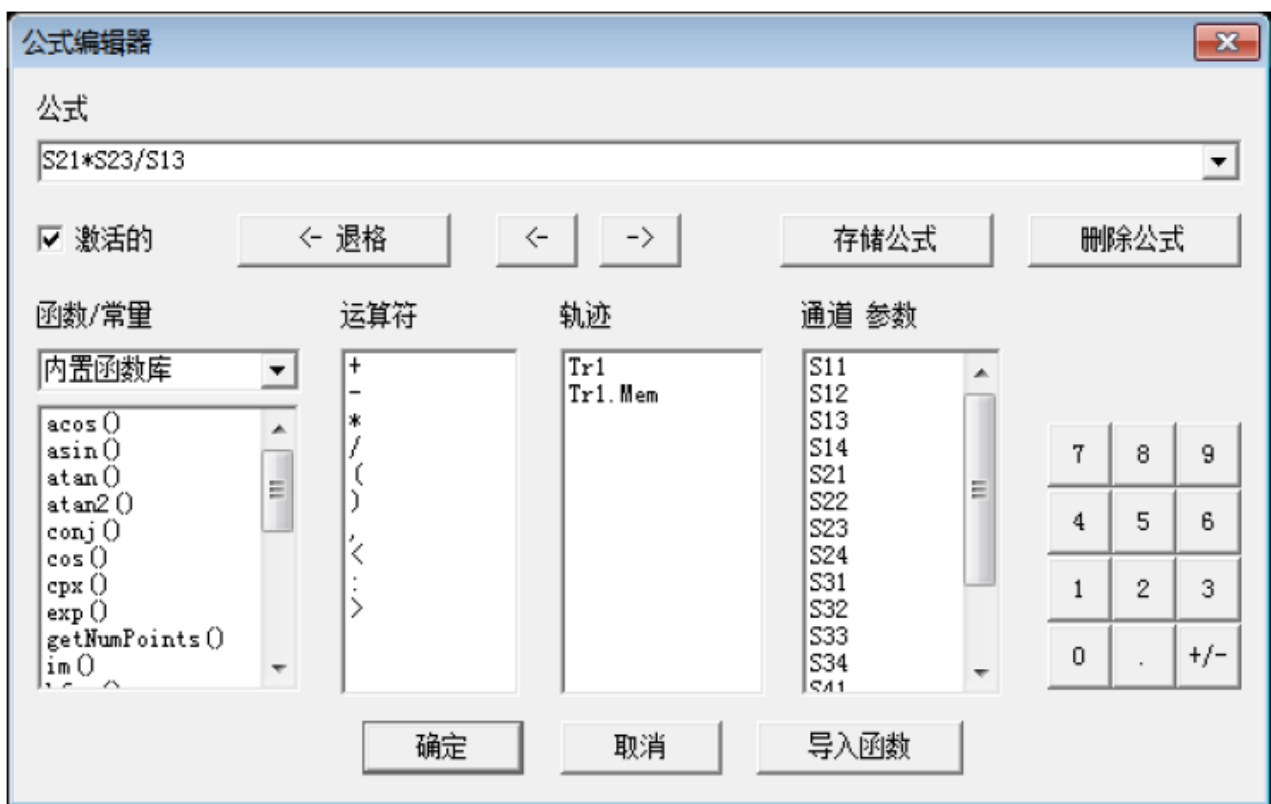 公式编辑器
公式
S21*S23/S13
激活的
<- 退格
<-
->
存储公式
删除公式
函数/常量
运算符
轨迹
通道 参数
内置函数库
acos()
asin()
atan()
atan2()
conj()
cos()
cpx()
exp()
getNumPoints()
im()
+
-
*
/
(
)
,
<
:
>
Tr1
Tr1.Mem
S11
S12
S13
S14
S21
S22
S23
S24
S31
S32
S33
S34
S41
7 8 9
4 5 6
1 2 3
0 . +/-
确定
取消
导入函数